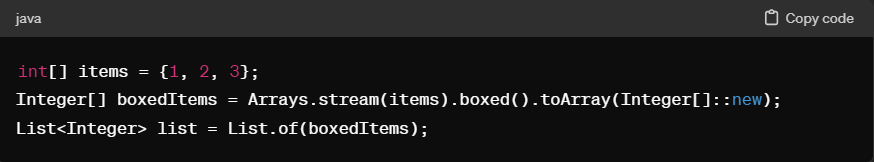 java
Copy code
int[] items = {1, 2, 3};
Integer[] boxedItems = Arrays.stream(items).boxed().toArray(Integer[]::new);
List<Integer> list = List.of(boxedItems);